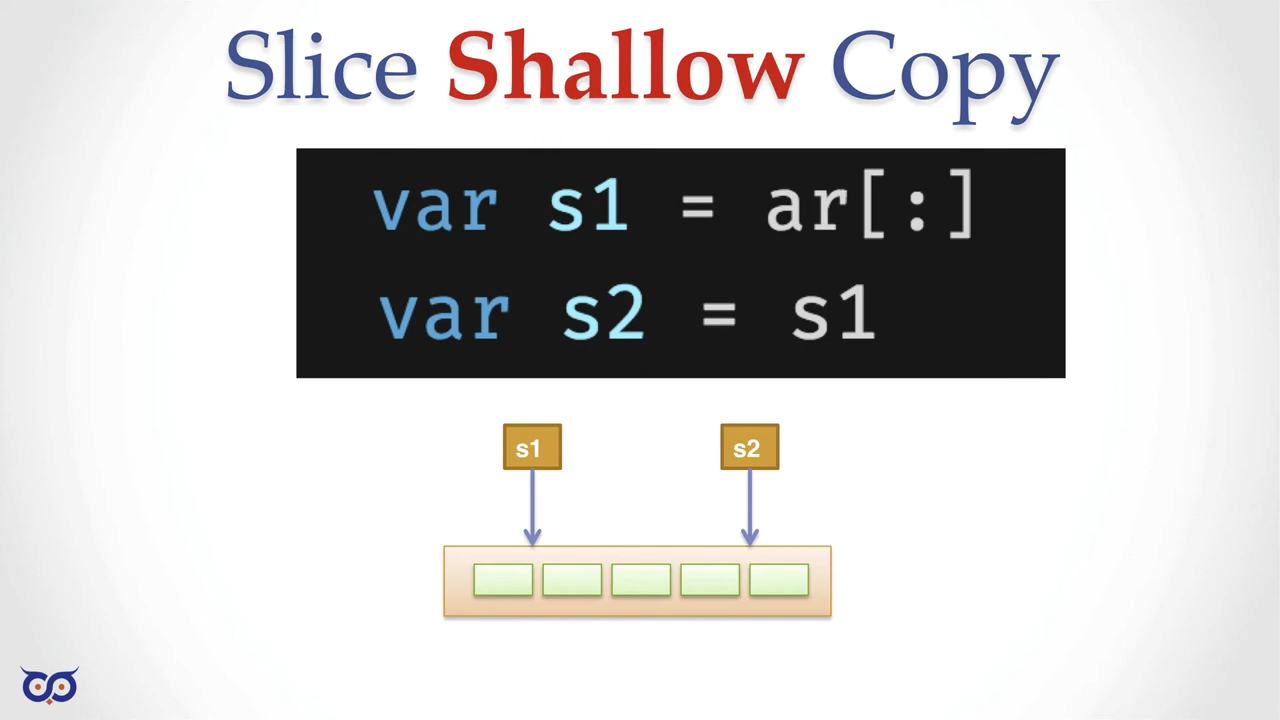 Slice Shallow Copy
var s1 = ar[:]
var s2 = s1
s1
s2